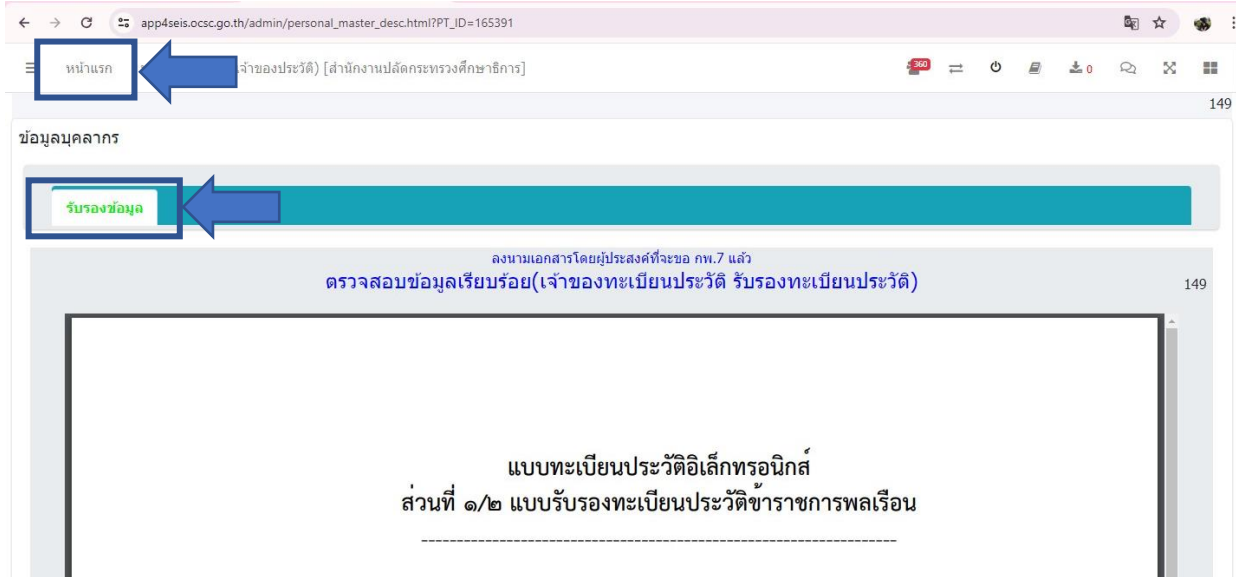 app4seis.ocsc.go.th/admin/personal_master_desc.html?PT_ID=165391
หน้าแรก เจ้าของประวัติ) [สำนักงานปลัดกระทรวงศึกษาธิการ] 360 0
149
ข้อมูลบุคลากร
รับรองข้อมูล
ลงนามเอกสารโดยผู้ประสงค์ที่จะขอ กพ.7 แล้ว
ตรวจสอบข้อมูลเรียบร้อย(เจ้าของทะเบียนประวัติ รับรองทะเบียนประวัติ)
149
แบบทะเบียนประวัติอิเล็กทรอนิกส์
ส่วนที่ ๑/๒ แบบรับรองทะเบียนประวัติข้าราชการพลเรือน
------------------------------------------------------------------